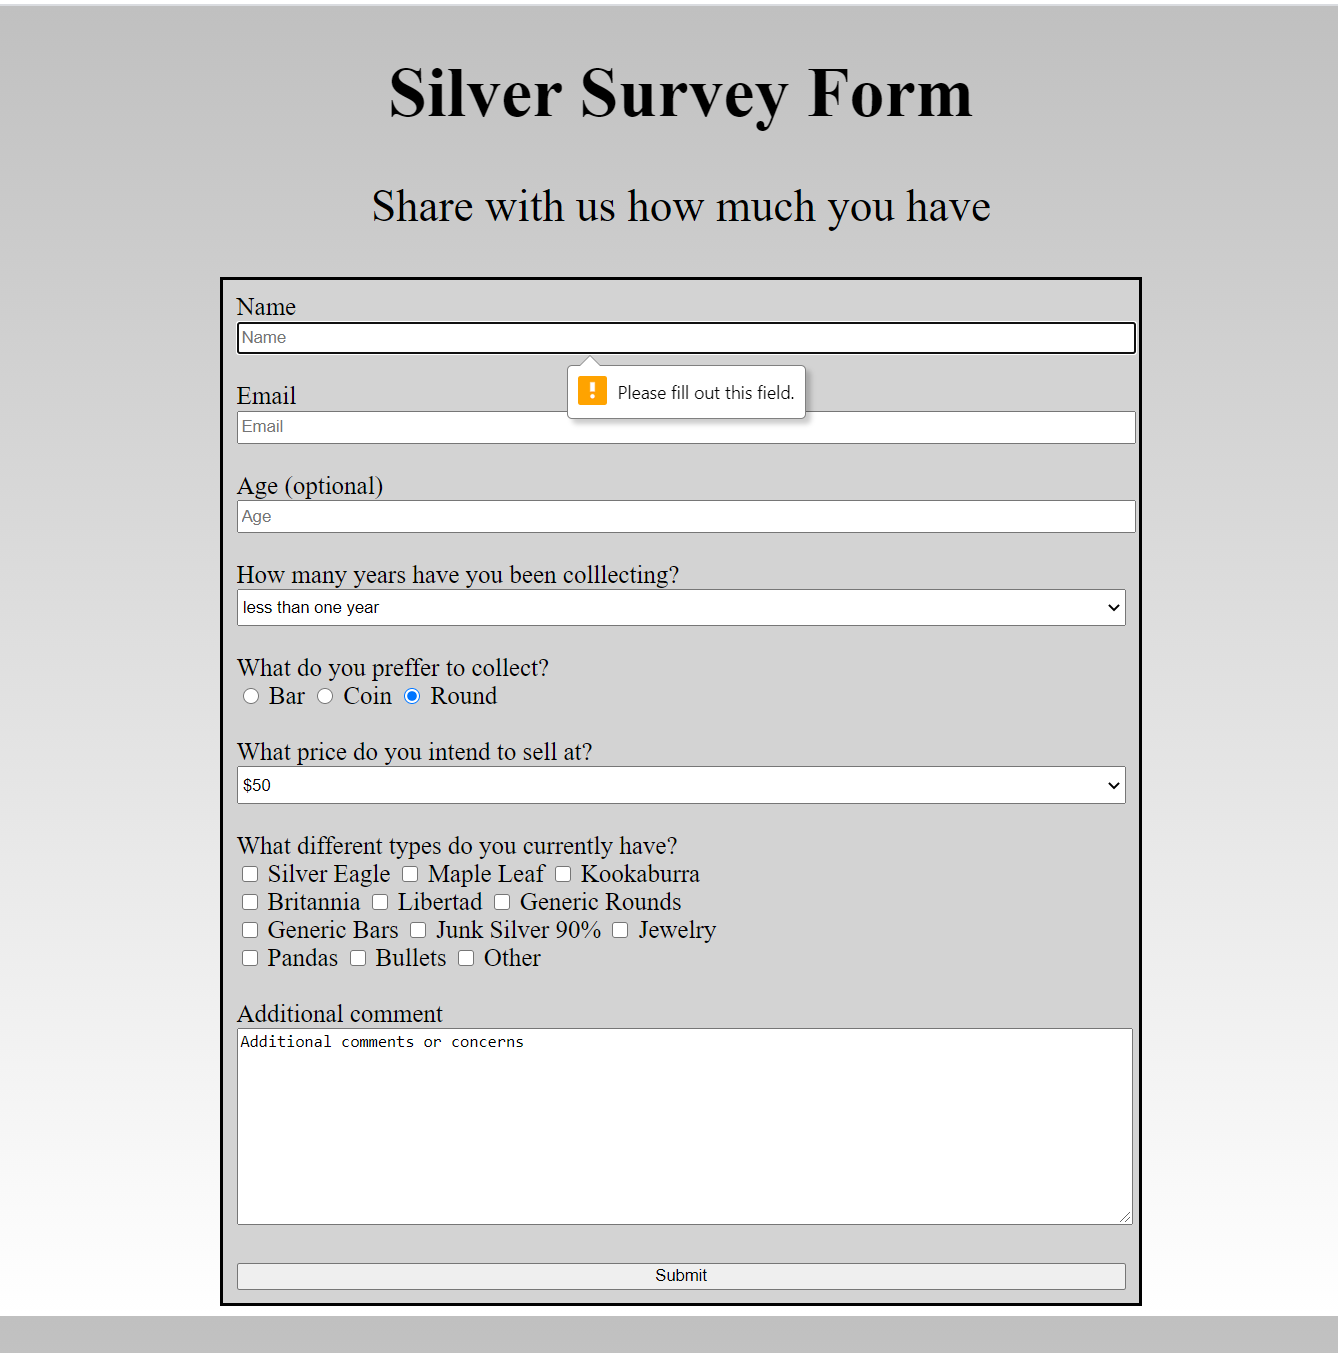 Silver Survey Form
Share with us how much you have
Name
Name
Please fill out this field.
Email
Email
Age (optional)
Age
How many years have you been colllecting?
less than one year
What do you preffer to collect?
Bar Coin Round
What price do you intend to sell at?
$50
What different types do you currently have?
Silver Eagle Maple Leaf Kookaburra
Britannia Libertad Generic Rounds
Generic Bars Junk Silver 90% Jewelry
Pandas Bullets Other
Additional comment
Additional comments or concerns
Submit